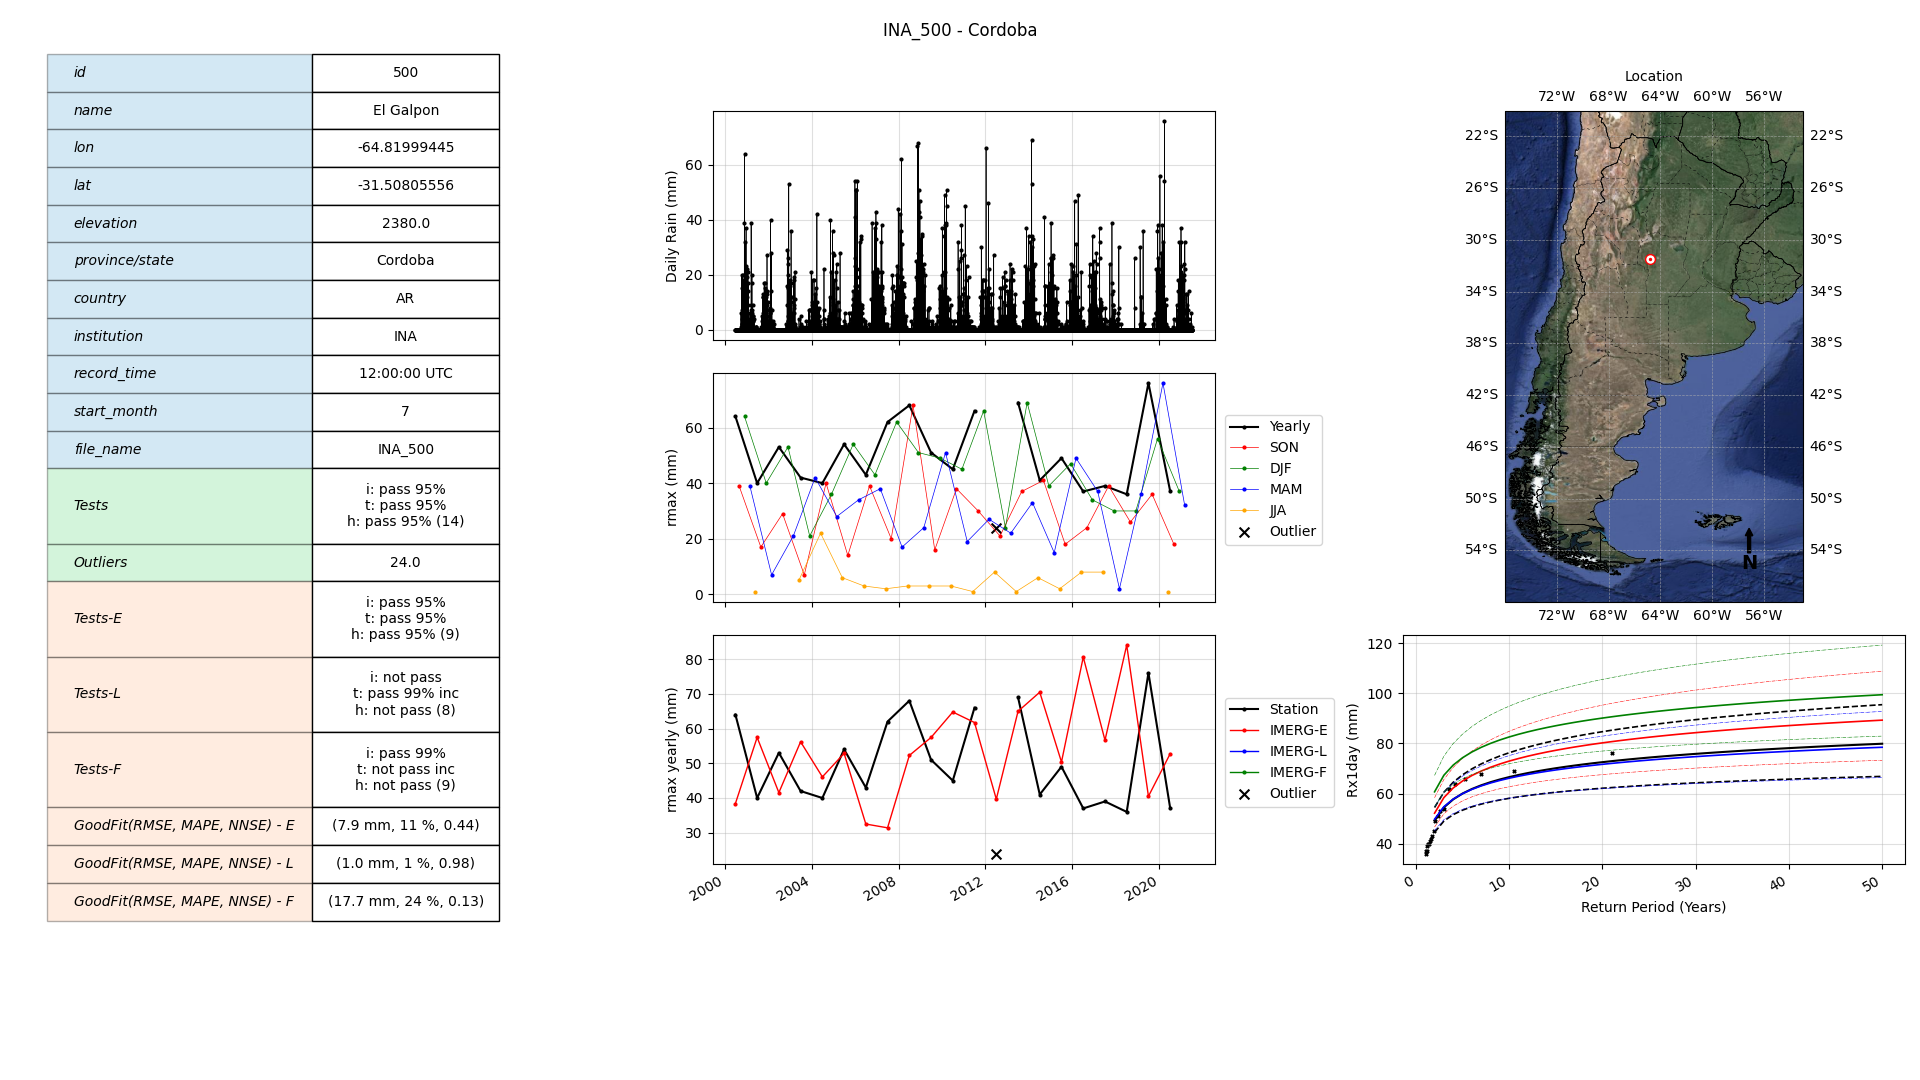 INA_500 - Cordoba
id 500
name El Galpon
lon -64.81999445
lat -31.50805556
elevation 2380.0
province/state Cordoba
country AR
institution INA
record_time 12:00:00 UTC
start_month 7
file_name INA_500
Tests i: pass 95%
t: pass 95%
h: pass 95% (14)
Outliers 24.0
Tests-E i: pass 95%
t: pass 95%
h: pass 95% (9)
Tests-L i: not pass
t: pass 99% inc
h: not pass (8)
Tests-F i: pass 99%
t: not pass inc
h: not pass (9)
GoodFit(RMSE, MAPE, NNSE) - E (7.9 mm, 11 %, 0.44)
GoodFit(RMSE, MAPE, NNSE) - L (1.0 mm, 1 %, 0.98)
GoodFit(RMSE, MAPE, NNSE) - F (17.7 mm, 24 %, 0.13)
Daily Rain (mm)
60
40
20
0
rmax (mm)
60
40
20
0
Yearly
SON
DJF
MAM
JJA
Outlier
rmax yearly (mm)
80
70
60
50
40
30
2000 2004 2008 2012 2016 2020
Station
IMERG-E
IMERG-L
IMERG-F
Outlier
Location
72°W 68°W 64°W 60°W 56°W
22°S 22°S
26°S 26°S
30°S 30°S
34°S 34°S
38°S 38°S
42°S 42°S
46°S 46°S
50°S 50°S
54°S 54°S
N
72°W 68°W 64°W 60°W 56°W
Rx1day (mm)
120
100
80
60
40
0 10 20 30 40 50
Return Period (Years)